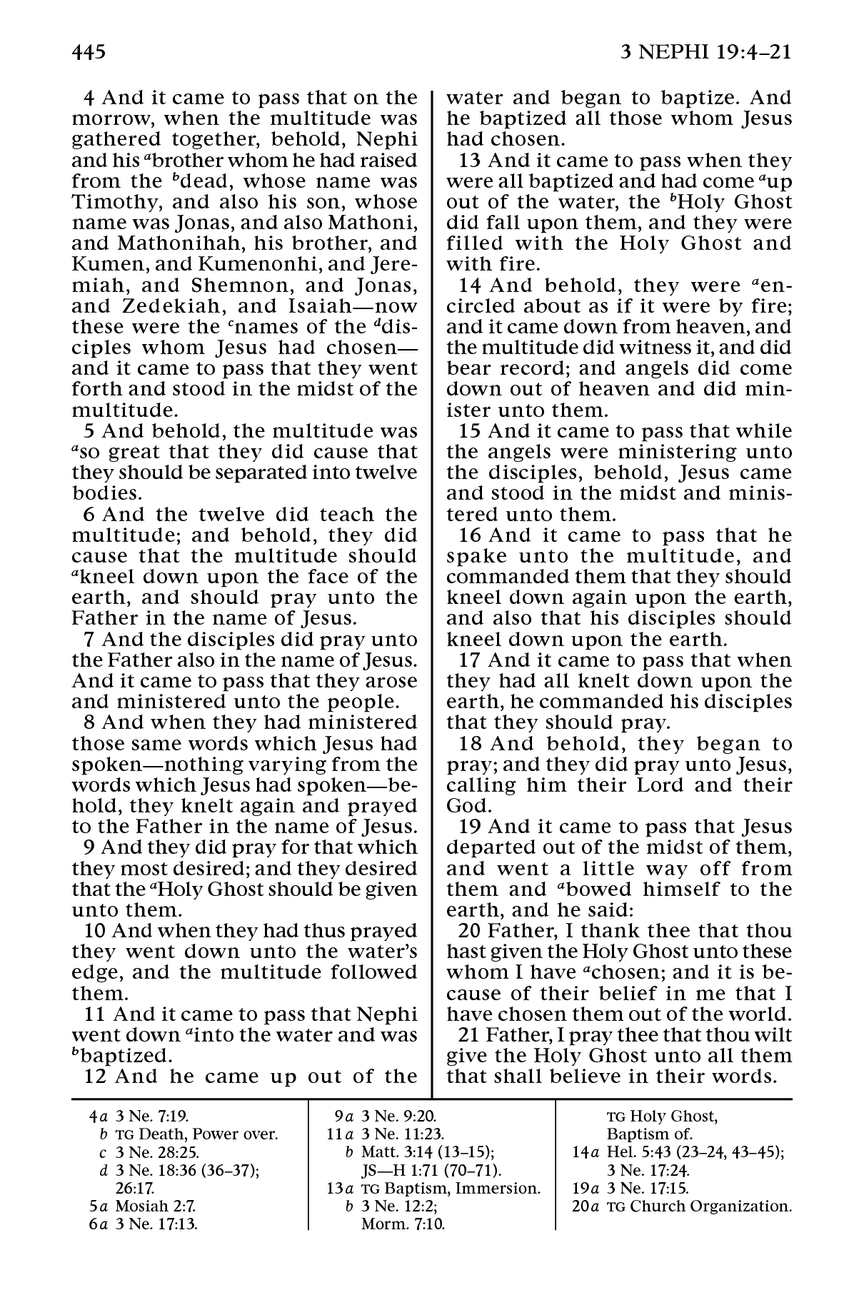 445
3 NEPHI 19:4–21
4 And it came to pass that on the
morrow, when the multitude was
gathered together, behold, Nephi
and his abrother whom he had raised
from the bdead, whose name was
Timothy, and also his son, whose
name was Jonas, and also Mathoni,
and Mathonihah, his brother, and
Kumen, and Kumenonhi, and Jere-
miah, and Shemnon, and Jonas,
and Zedekiah, and Isaiah—now
these were the cnames of the ddis-
ciples whom Jesus had chosen—
and it came to pass that they went
forth and stood in the midst of the
multitude.
5 And behold, the multitude was
aso great that they did cause that
they should be separated into twelve
bodies.
6 And the twelve did teach the
multitude; and behold, they did
cause that the multitude should
akneel down upon the face of the
earth, and should pray unto the
Father in the name of Jesus.
7 And the disciples did pray unto
the Father also in the name of Jesus.
And it came to pass that they arose
and ministered unto the people.
8 And when they had ministered
those same words which Jesus had
spoken—nothing varying from the
words which Jesus had spoken—be-
hold, they knelt again and prayed
to the Father in the name of Jesus.
9 And they did pray for that which
they most desired; and they desired
that the aHoly Ghost should be given
unto them.
10 And when they had thus prayed
they went down unto the water's
edge, and the multitude followed
them.
11 And it came to pass that Nephi
went down ainto the water and was
bbaptized.
12 And he came up out of the
water and began to baptize. And
he baptized all those whom Jesus
had chosen.
13 And it came to pass when they
were all baptized and had come aup
out of the water, the bHoly Ghost
did fall upon them, and they were
filled with the Holy Ghost and
with fire.
14 And behold, they were aen-
circled about as if it were by fire;
and it came down from heaven, and
the multitude did witness it, and did
bear record; and angels did come
down out of heaven and did min-
ister unto them.
15 And it came to pass that while
the angels were ministering unto
the disciples, behold, Jesus came
and stood in the midst and minis-
tered unto them.
16 And it came to pass that he
spake unto the multitude, and
commanded them that they should
kneel down again upon the earth,
and also that his disciples should
kneel down upon the earth.
17 And it came to pass that when
they had all knelt down upon the
earth, he commanded his disciples
that they should pray.
18 And behold, they began to
pray; and they did pray unto Jesus,
calling him their Lord and their
God.
19 And it came to pass that Jesus
departed out of the midst of them,
and went a little way off from
them and abowed himself to the
earth, and he said:
20 Father, I thank thee that thou
hast given the Holy Ghost unto these
whom I have achosen; and it is be-
cause of their belief in me that I
have chosen them out of the world.
21 Father, I pray thee that thou wilt
give the Holy Ghost unto all them
that shall believe in their words.
4a 3 Ne. 7:19.
b TG Death, Power over.
c 3 Ne. 28:25.
d 3 Ne. 18:36 (36–37);
26:17.
5a Mosiah 2:7.
6a 3 Ne. 17:13.
9a 3 Ne. 9:20.
11a 3 Ne. 11:23.
b Matt. 3:14 (13–15);
JS—H 1:71 (70–71).
13a TG Baptism, Immersion.
b 3 Ne. 12:2;
Morm. 7:10.
TG Holy Ghost,
Baptism of.
14a Hel. 5:43 (23–24, 43–45);
3 Ne. 17:24.
19a 3 Ne. 17:15.
20a TG Church Organization.